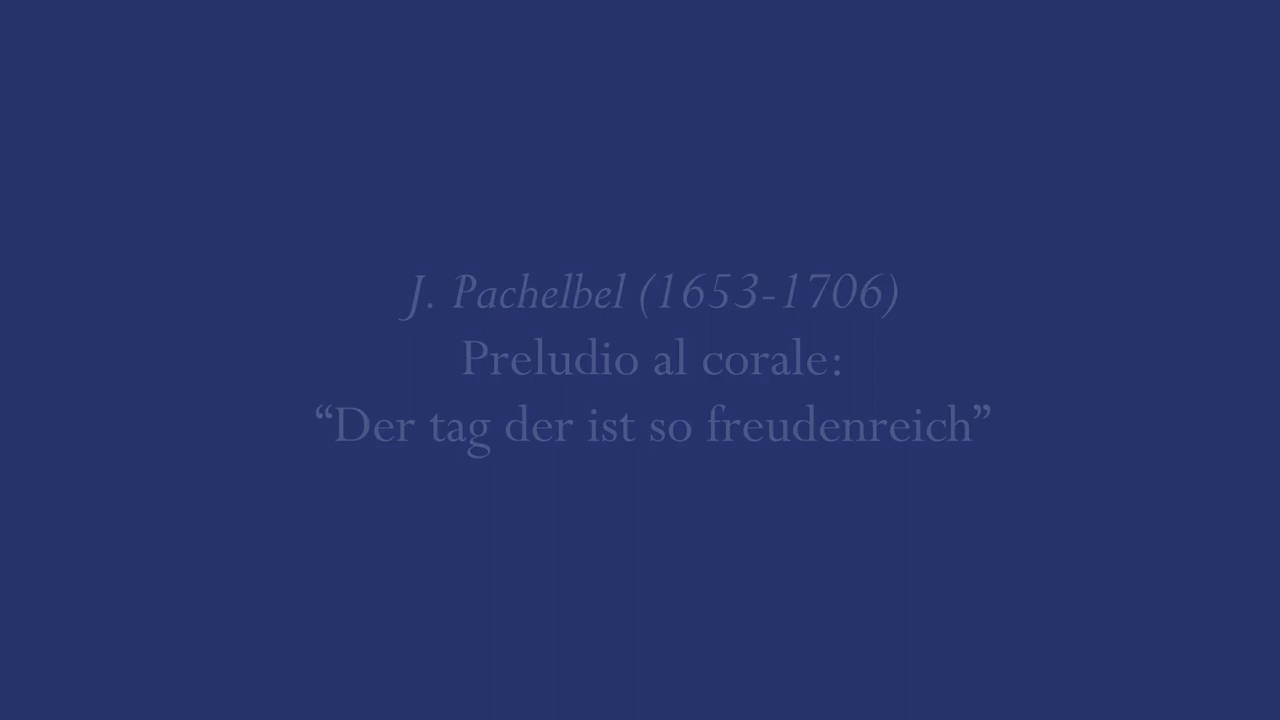 J. Pachelbel (1653-1706)
Preludio al corale:
“Der tag der ist so freudenreich”